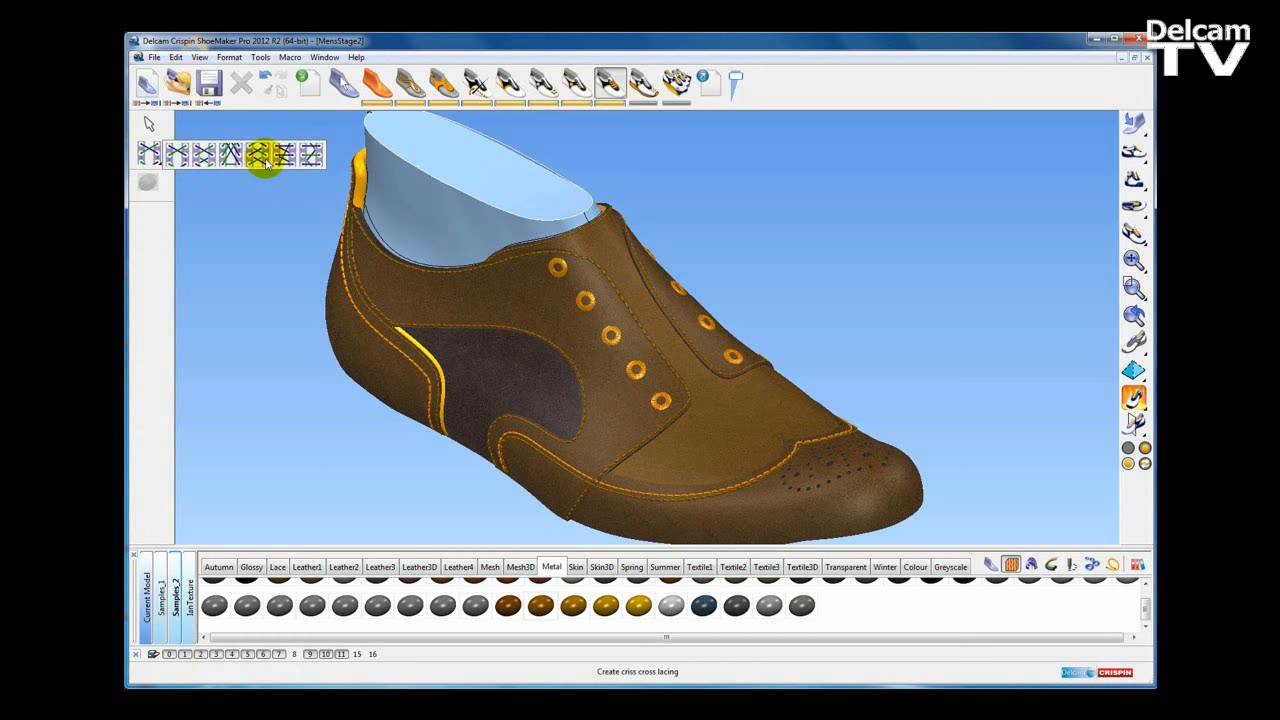 Delcam
TV
Delcam Crispin ShoeMaker Pro 2012 R2 (64-bit) - [MensStage2]
File Edit View Format Tools Macro Window Help
Autumn Glossy Lace Leather1 Leather2 Leather3 Leather3D Leather4 Mesh Mesh3D Metal Skin Skin3D Spring Summer Textile1 Textile2 Textile3 Textile3D Transparent Winter Colour Greyscale
Current Model
Samples_1
Samples_2
IanTexture
0 1 2 3 4 5 6 7 8 9 10 11 15 16
Create criss cross lacing
Delcam CRISPIN